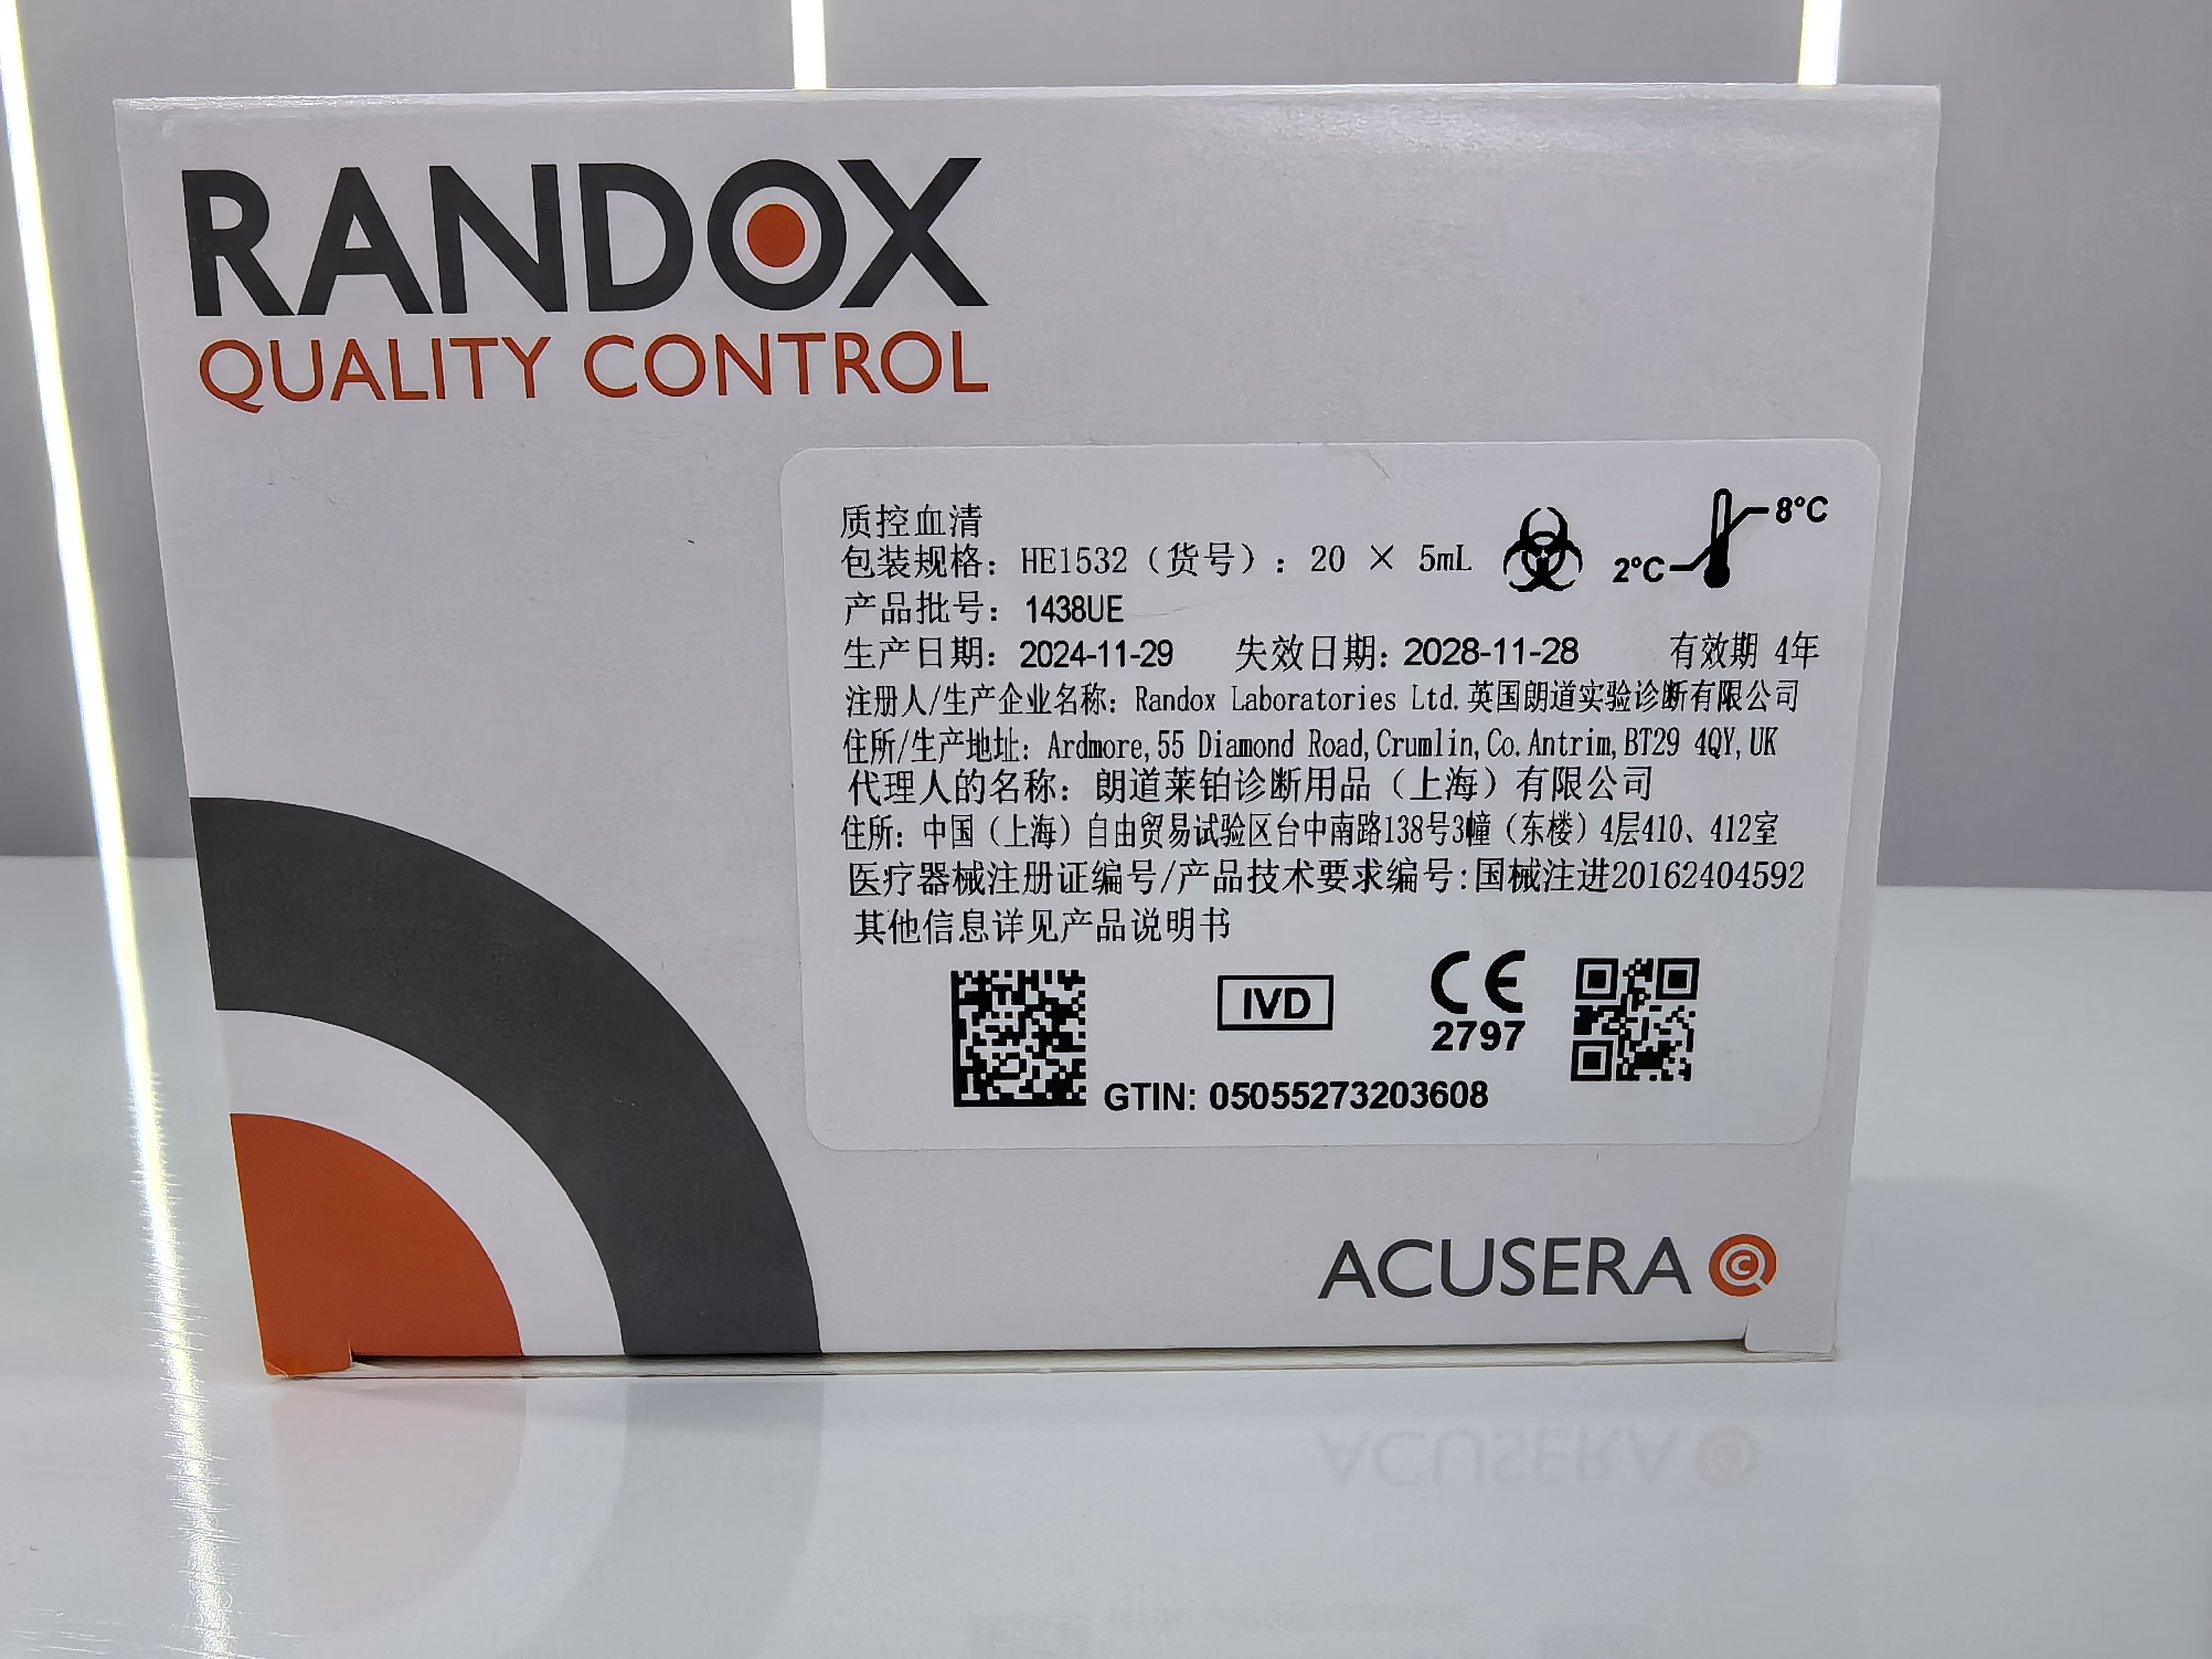 RANDOX
QUALITY CONTROL
质控血清
8°C
包装规格：HE1532（货号）：20 × 5mL
2°C
产品批号：1438UE
生产日期：2024-11-29 失效日期：2028-11-28 有效期 4年
注册人/生产企业名称：Randox Laboratories Ltd.英国朗道实验诊断有限公司
住所/生产地址：Ardmore,55 Diamond Road,Crumlin,Co.Antrim,BT29 4QY,UK
代理人的名称：朗道莱铂诊断用品（上海）有限公司
住所：中国（上海）自由贸易试验区台中南路138号3幢（东楼）4层410、412室
医疗器械注册证编号/产品技术要求编号:国械注进20162404592
其他信息详见产品说明书
IVD
CE
2797
GTIN: 05055273203608
ACUSERA